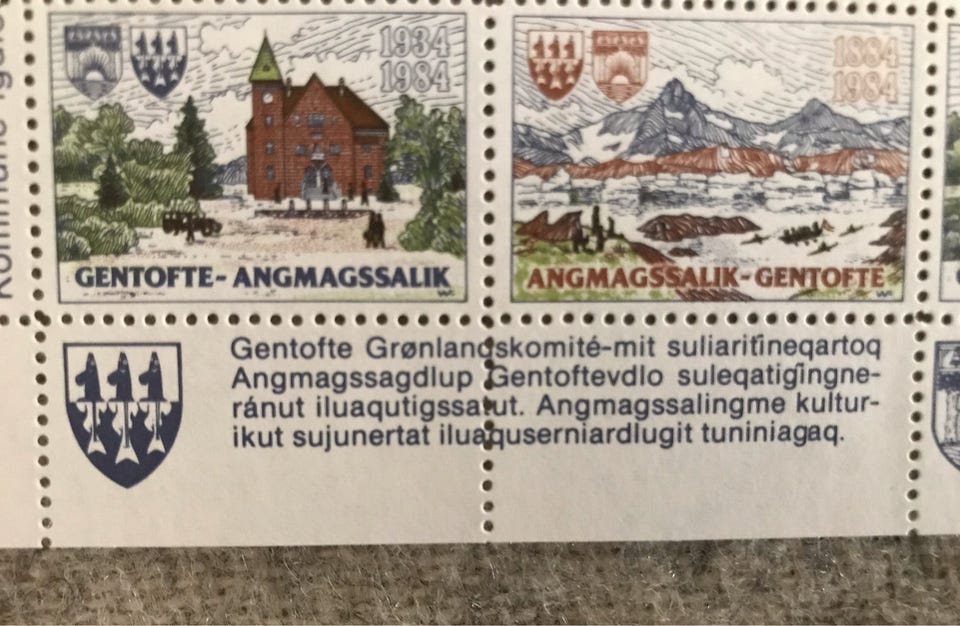 1934
1984
GENTOFTE-ANGMAGSSALIK
1884
1984
ANGMAGSSALIK-GENTOFTE
Gentofte Grønlandskomité-mit suliaritîneqartoq
Angmagssagdlup Gentoftevdlo suleqatigîngne-
ránut iluaqutigssatut. Angmagssalingme kultur-
ikut sujunertat iluaquserniardlugit tuniniagaq.